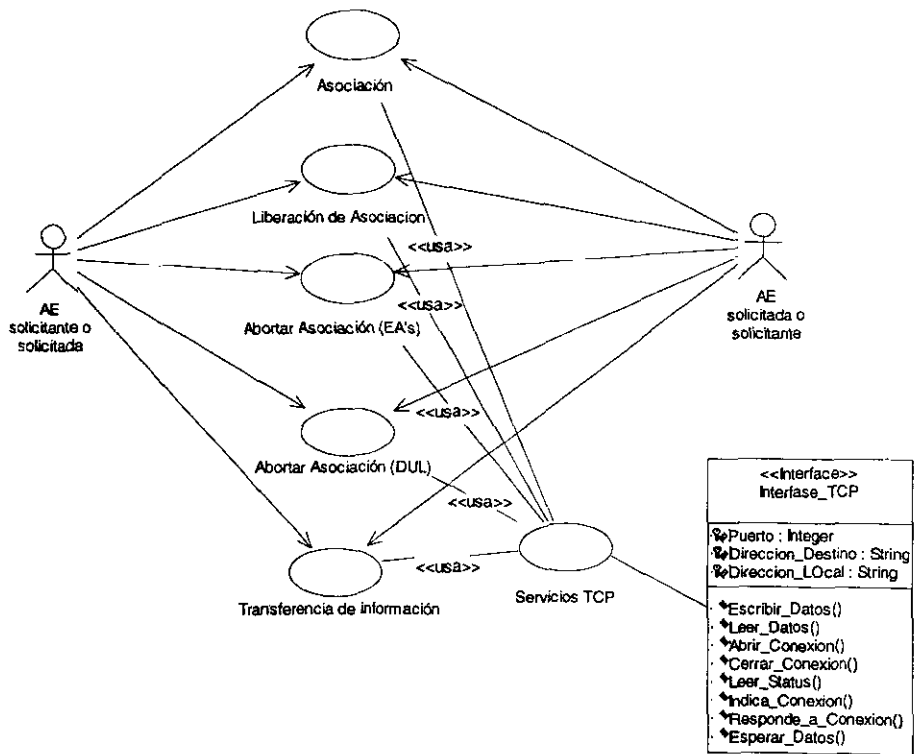 Asociación
Liberación de Asociacion
<<usa>>
AE
solicitante o
solicitada
AE
solicitada o
solicitante
<<usa>>
Abortar Asociación (EA's)
<<usa>>
Abortar Asociación (DUL)
<<usa>>
<<usa>>
Transferencia de información
Servicios TCP
<<Interface>>
Interfase_TCP
Puerto : Integer
Direccion_Destino : String
Direccion_LOcal : String
Escribir_Datos()
Leer_Datos()
Abrir_Conexion()
Cerrar_Conexion()
Leer_Status()
Indica_Conexion()
Responde_a_Conexion()
Esperar_Datos()